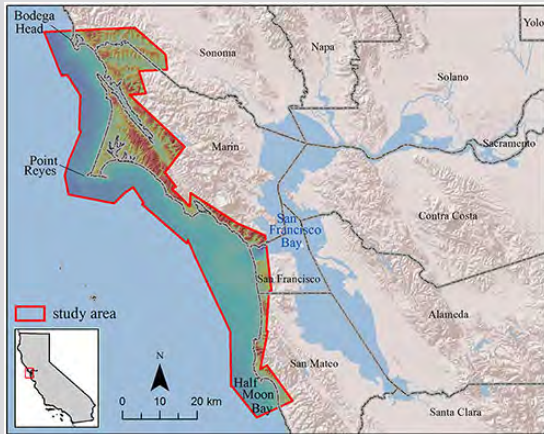 Bodega
Head
Sonoma
Napa
Yolo
Solano
Sacramento
Marin
Point
Reyes
Contra Costa
San
Francisco
Bay
San Francisco
Alameda
study area
San Mateo
N
Half
Moon
Bay
0 10 20 km
Santa Clara